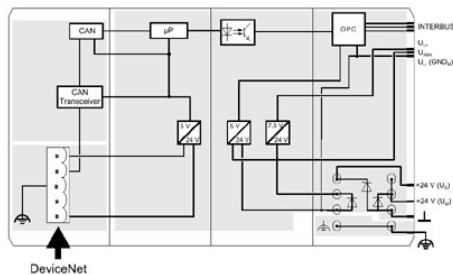 CAN
µP
OPC
INTERBUS
U_L+
U_ANA
U_L- (GND_L)
CAN
Transceiver
5 V
24 V
5 V
24 V
7,5 V
24 V
+24 V (U_S)
+24 V (U_M)
DeviceNet